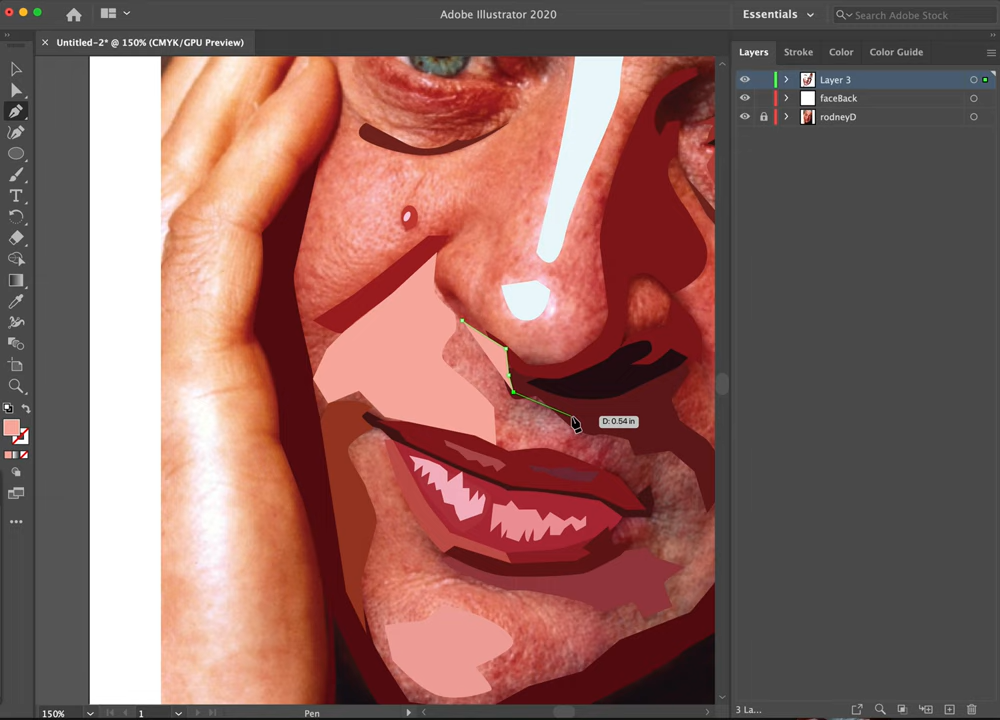 Adobe Illustrator 2020
Essentials
Search Adobe Stock
Untitled-2* @ 150% (CMYK/GPU Preview)
Layers
Stroke
Color
Color Guide
Layer 3
faceBack
rodneyD
D: 0.54 in
3 La...
150%
1
Pen